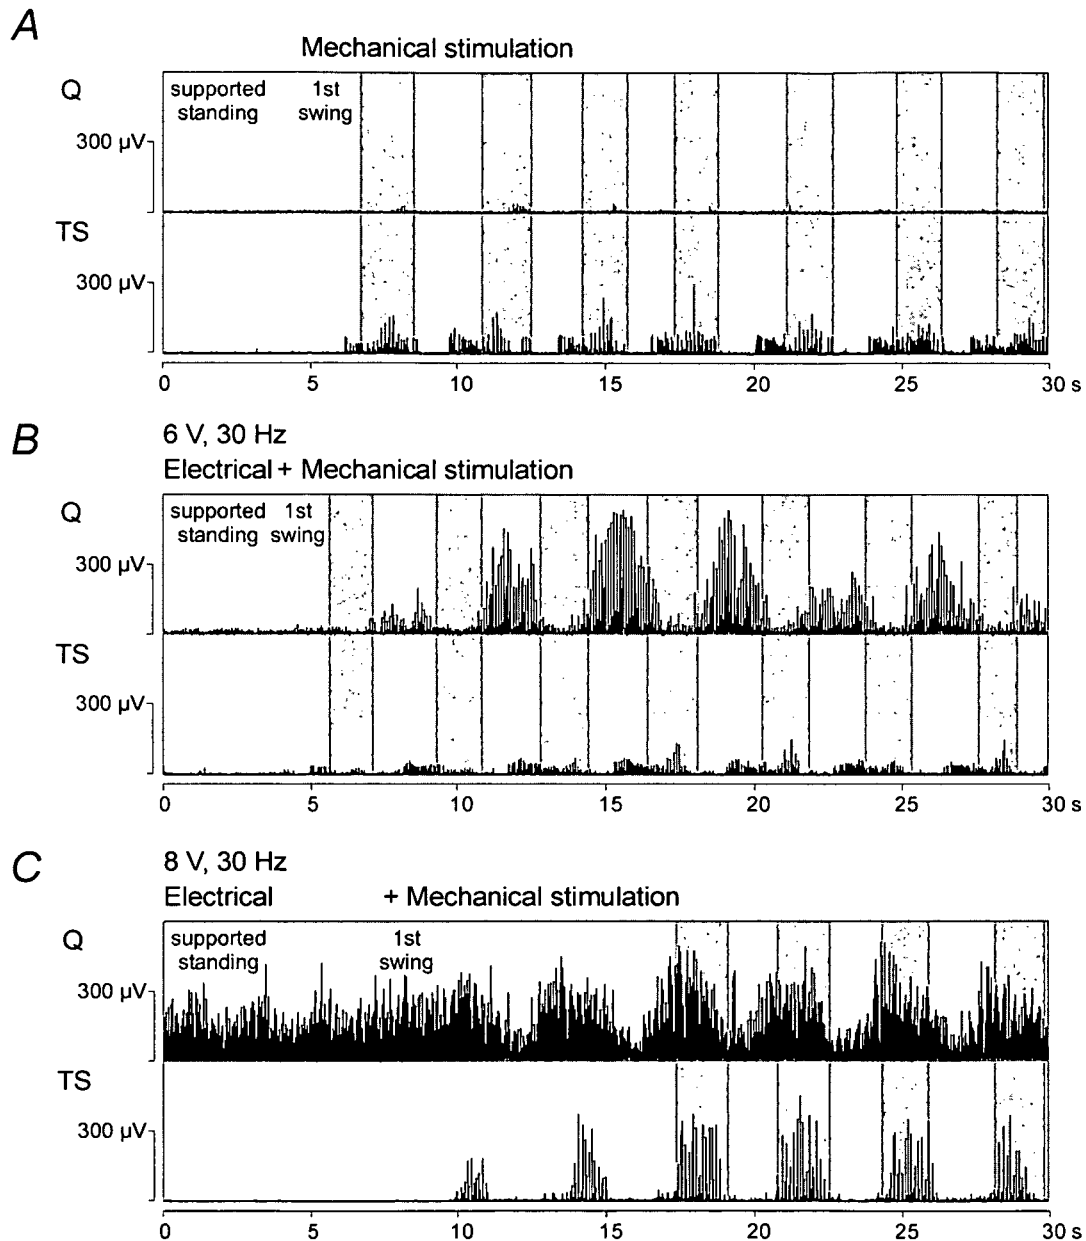 A
Mechanical stimulation
Q
supported 1st
standing swing
300 µV
TS
300 µV
0 5 10 15 20 25 30 s
B
6 V, 30 Hz
Electrical + Mechanical stimulation
Q
supported 1st
standing swing
300 µV
TS
300 µV
0 5 10 15 20 25 30 s
C
8 V, 30 Hz
Electrical + Mechanical stimulation
Q
supported 1st
standing swing
300 µV
TS
300 µV
0 5 10 15 20 25 30 s